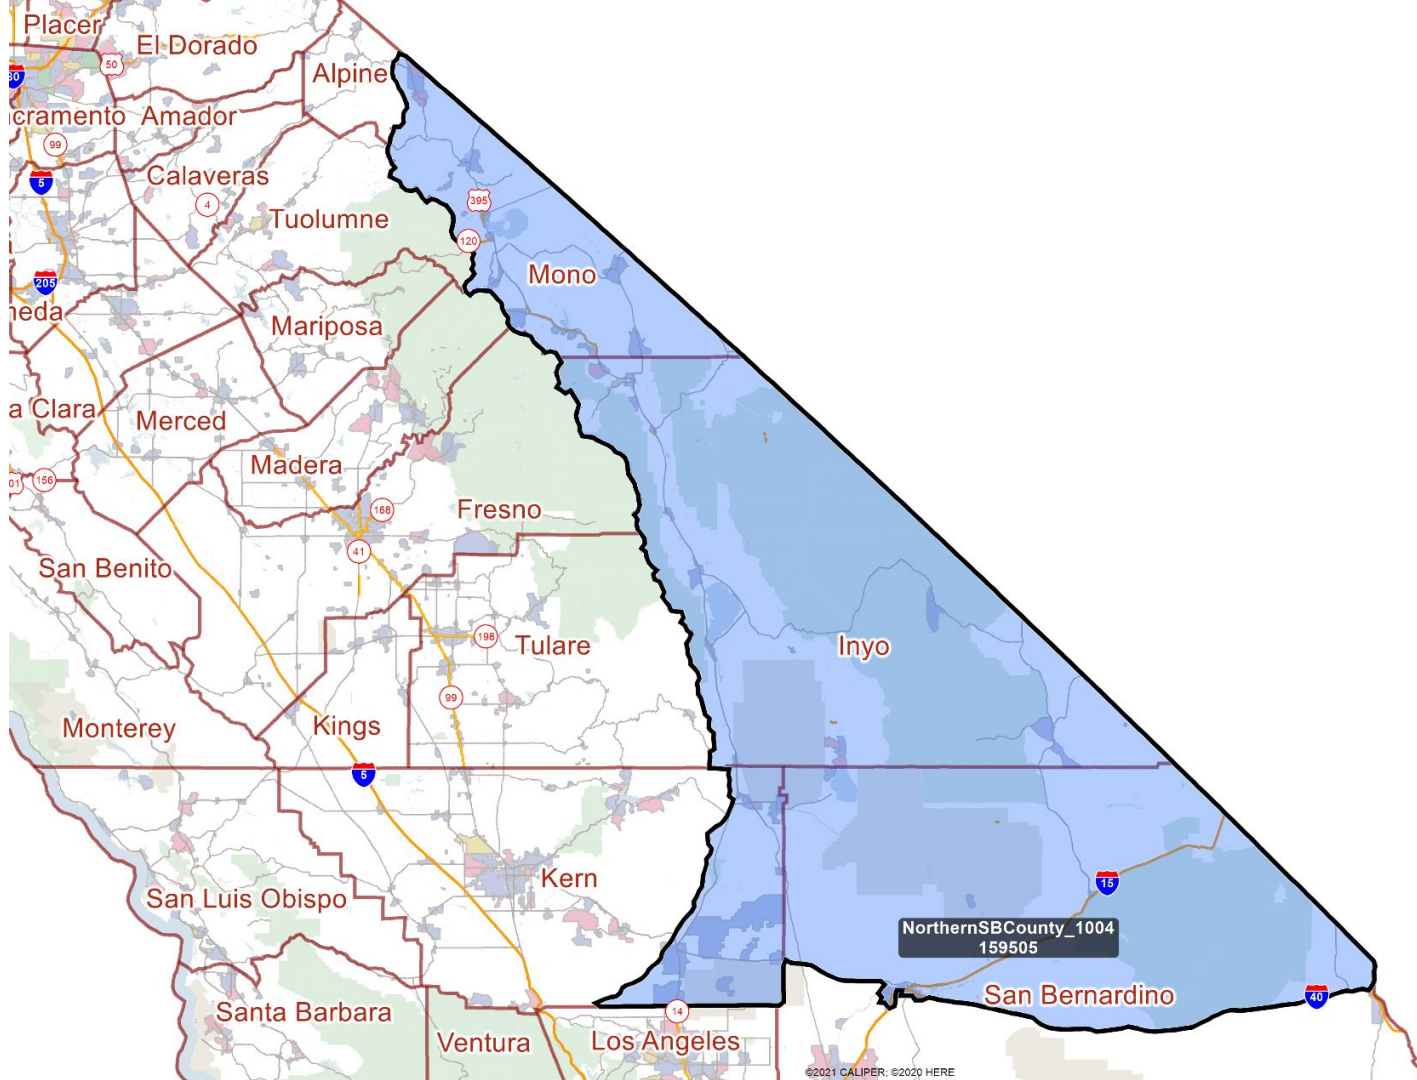 Placer
El Dorado
50
Alpine
80
cramento
Amador
99
Calaveras
5
4
395
Tuolumne
120
Mono
205
neda
Mariposa
a Clara
Merced
Madera
156
01
168
Fresno
41
San Benito
198
Tulare
Inyo
99
Monterey
Kings
5
Kern
15
San Luis Obispo
NorthernSBCounty_1004
159505
San Bernardino
40
Santa Barbara
14
Ventura
Los Angeles
©2021 CALIPER; ©2020 HERE